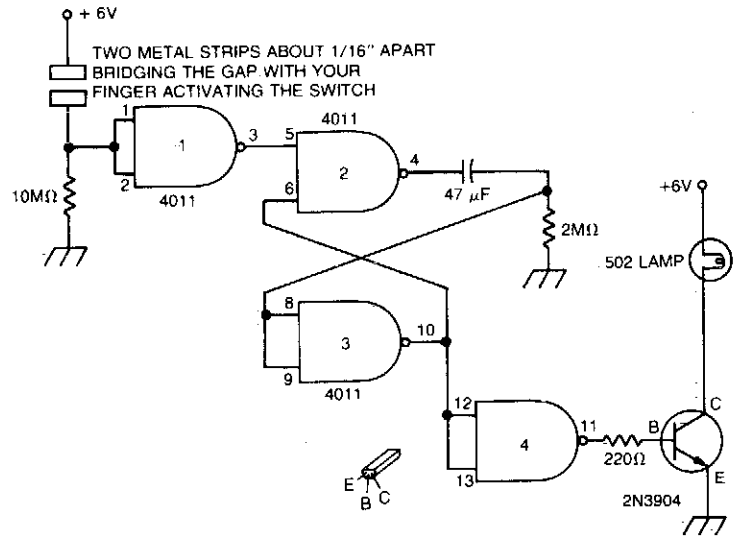 + 6V
TWO METAL STRIPS ABOUT 1/16" APART
BRIDGING THE GAP WITH YOUR
FINGER ACTIVATING THE SWITCH
1
2
1
3
4011
10MΩ
4011
5
6
2
4
47 µF
2MΩ
+6V
502 LAMP
8
9
3
10
4011
12
13
4
11
220Ω
B
C
E
2N3904
E
B
C